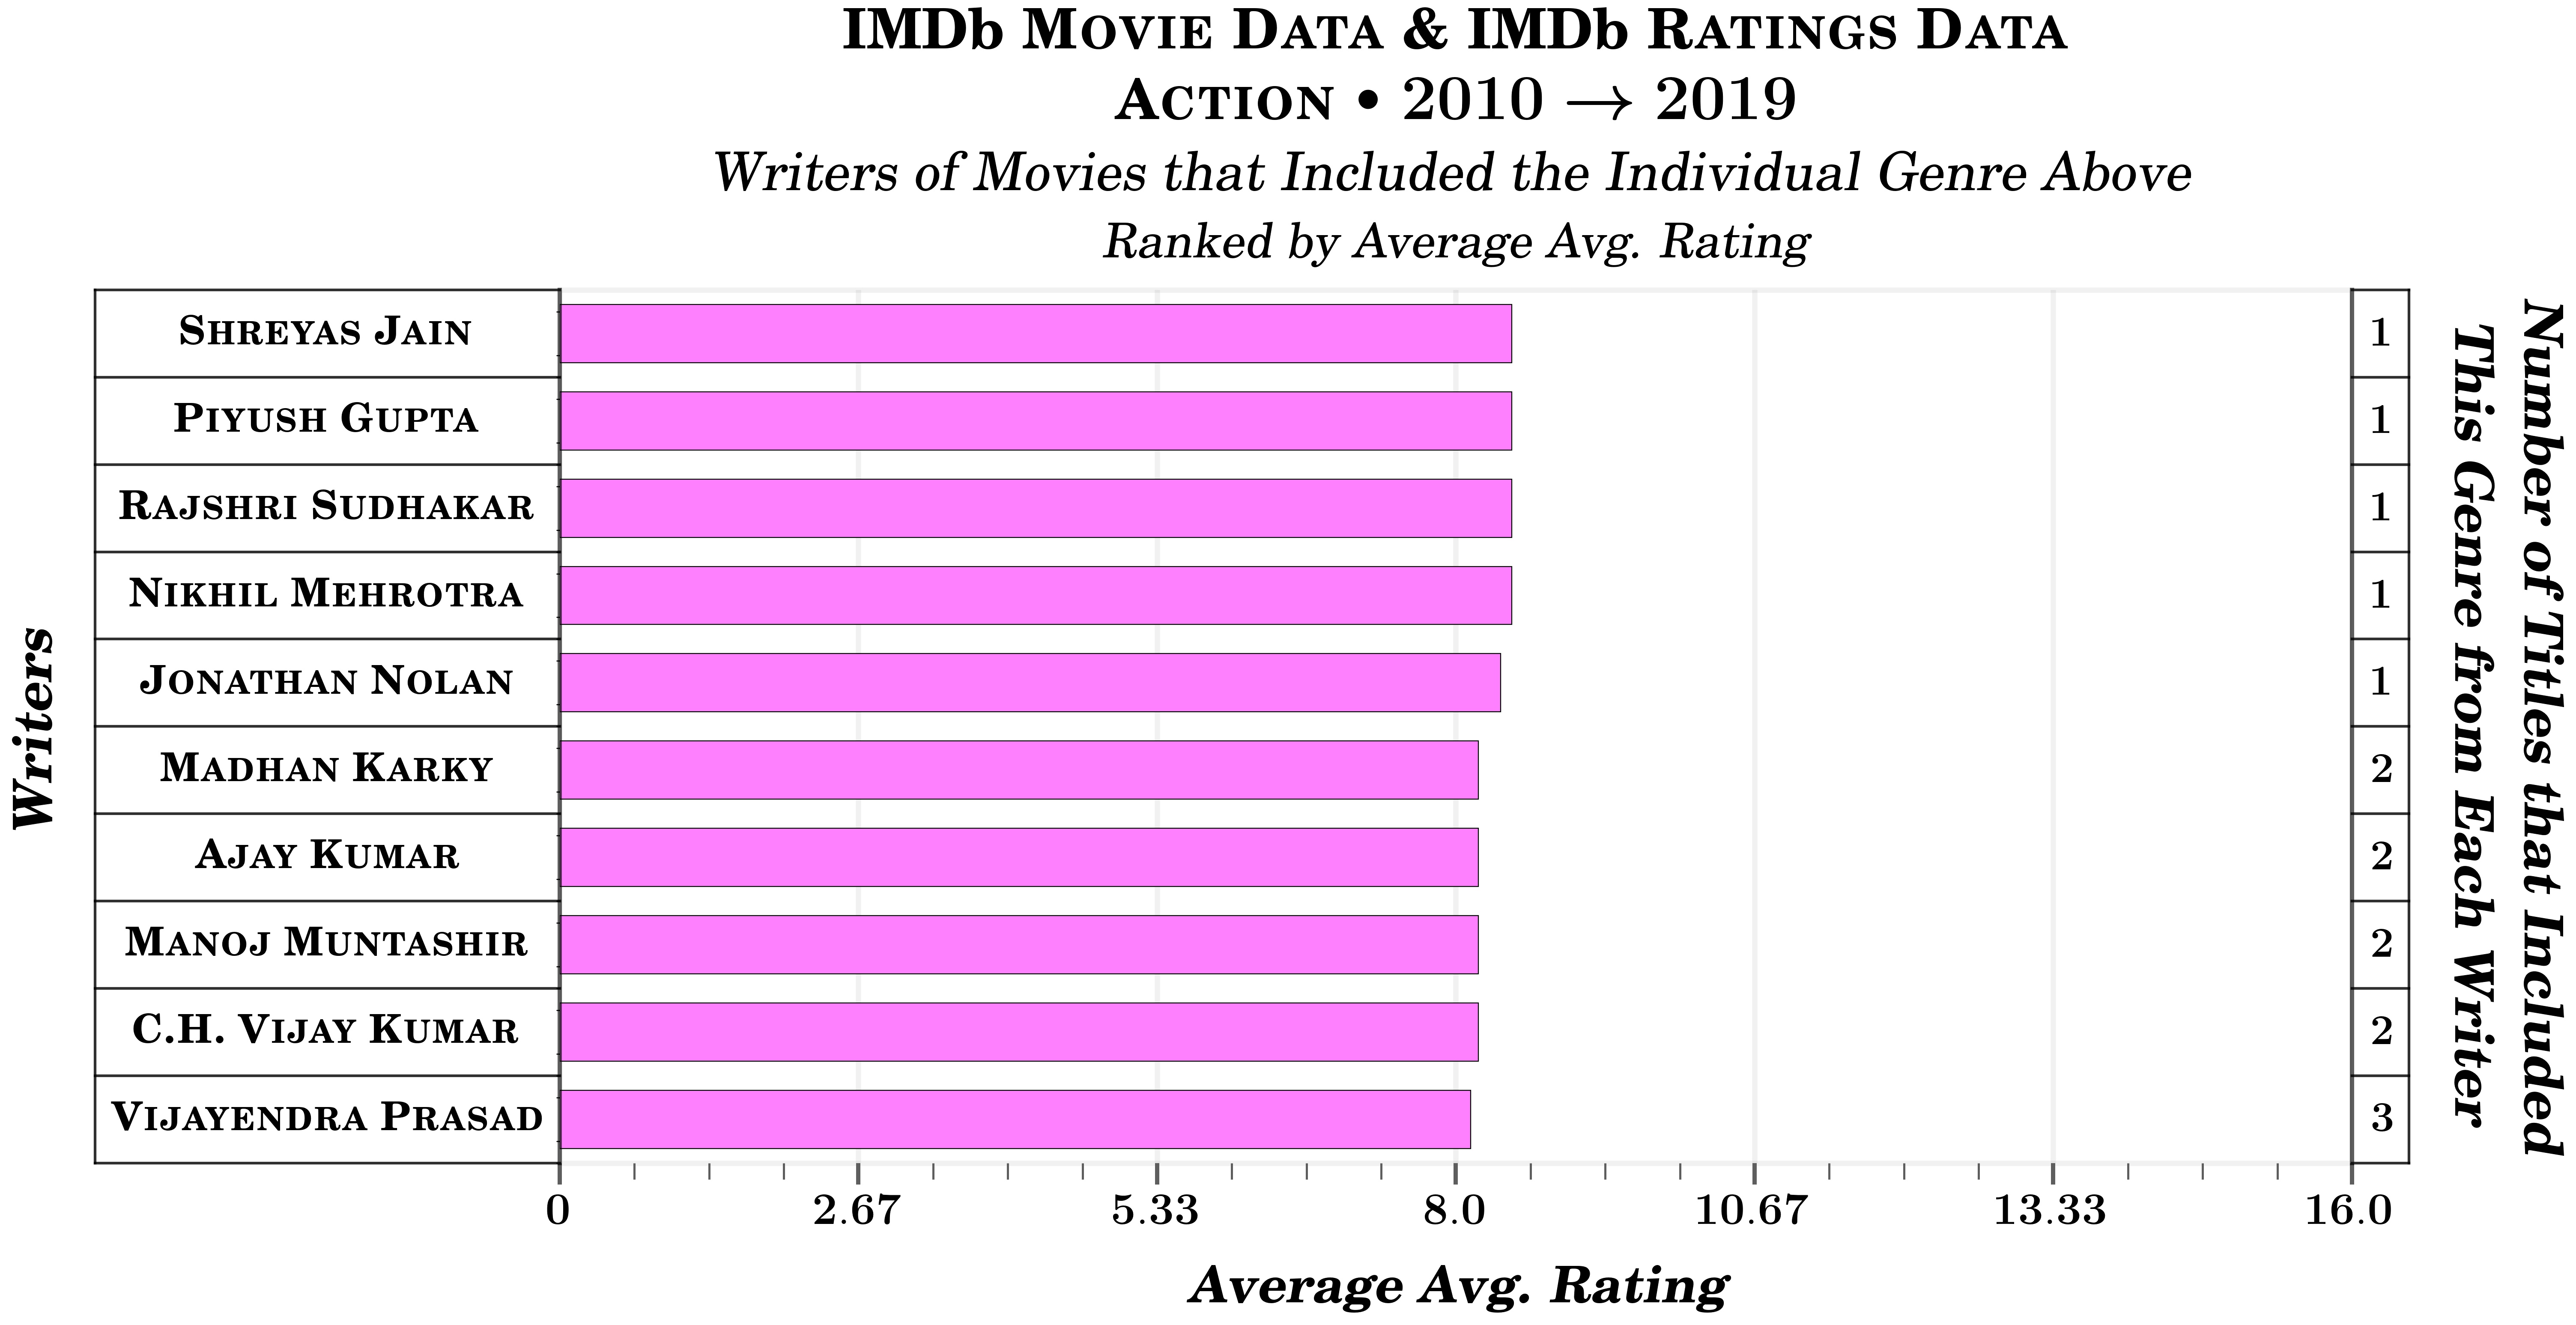 IMDb Movie Data & IMDb Ratings Data
Action • 2010 → 2019
Writers of Movies that Included the Individual Genre Above
Ranked by Average Avg. Rating
Writers
Shreyas Jain 1
Piyush Gupta 1
Rajshri Sudhakar 1
Nikhil Mehrotra 1
Jonathan Nolan 1
Madhan Karky 2
Ajay Kumar 2
Manoj Muntashir 2
C.H. Vijay Kumar 2
Vijayendra Prasad 3
Number of Titles that Included
This Genre from Each Writer
0 2.67 5.33 8.0 10.67 13.33 16.0
Average Avg. Rating